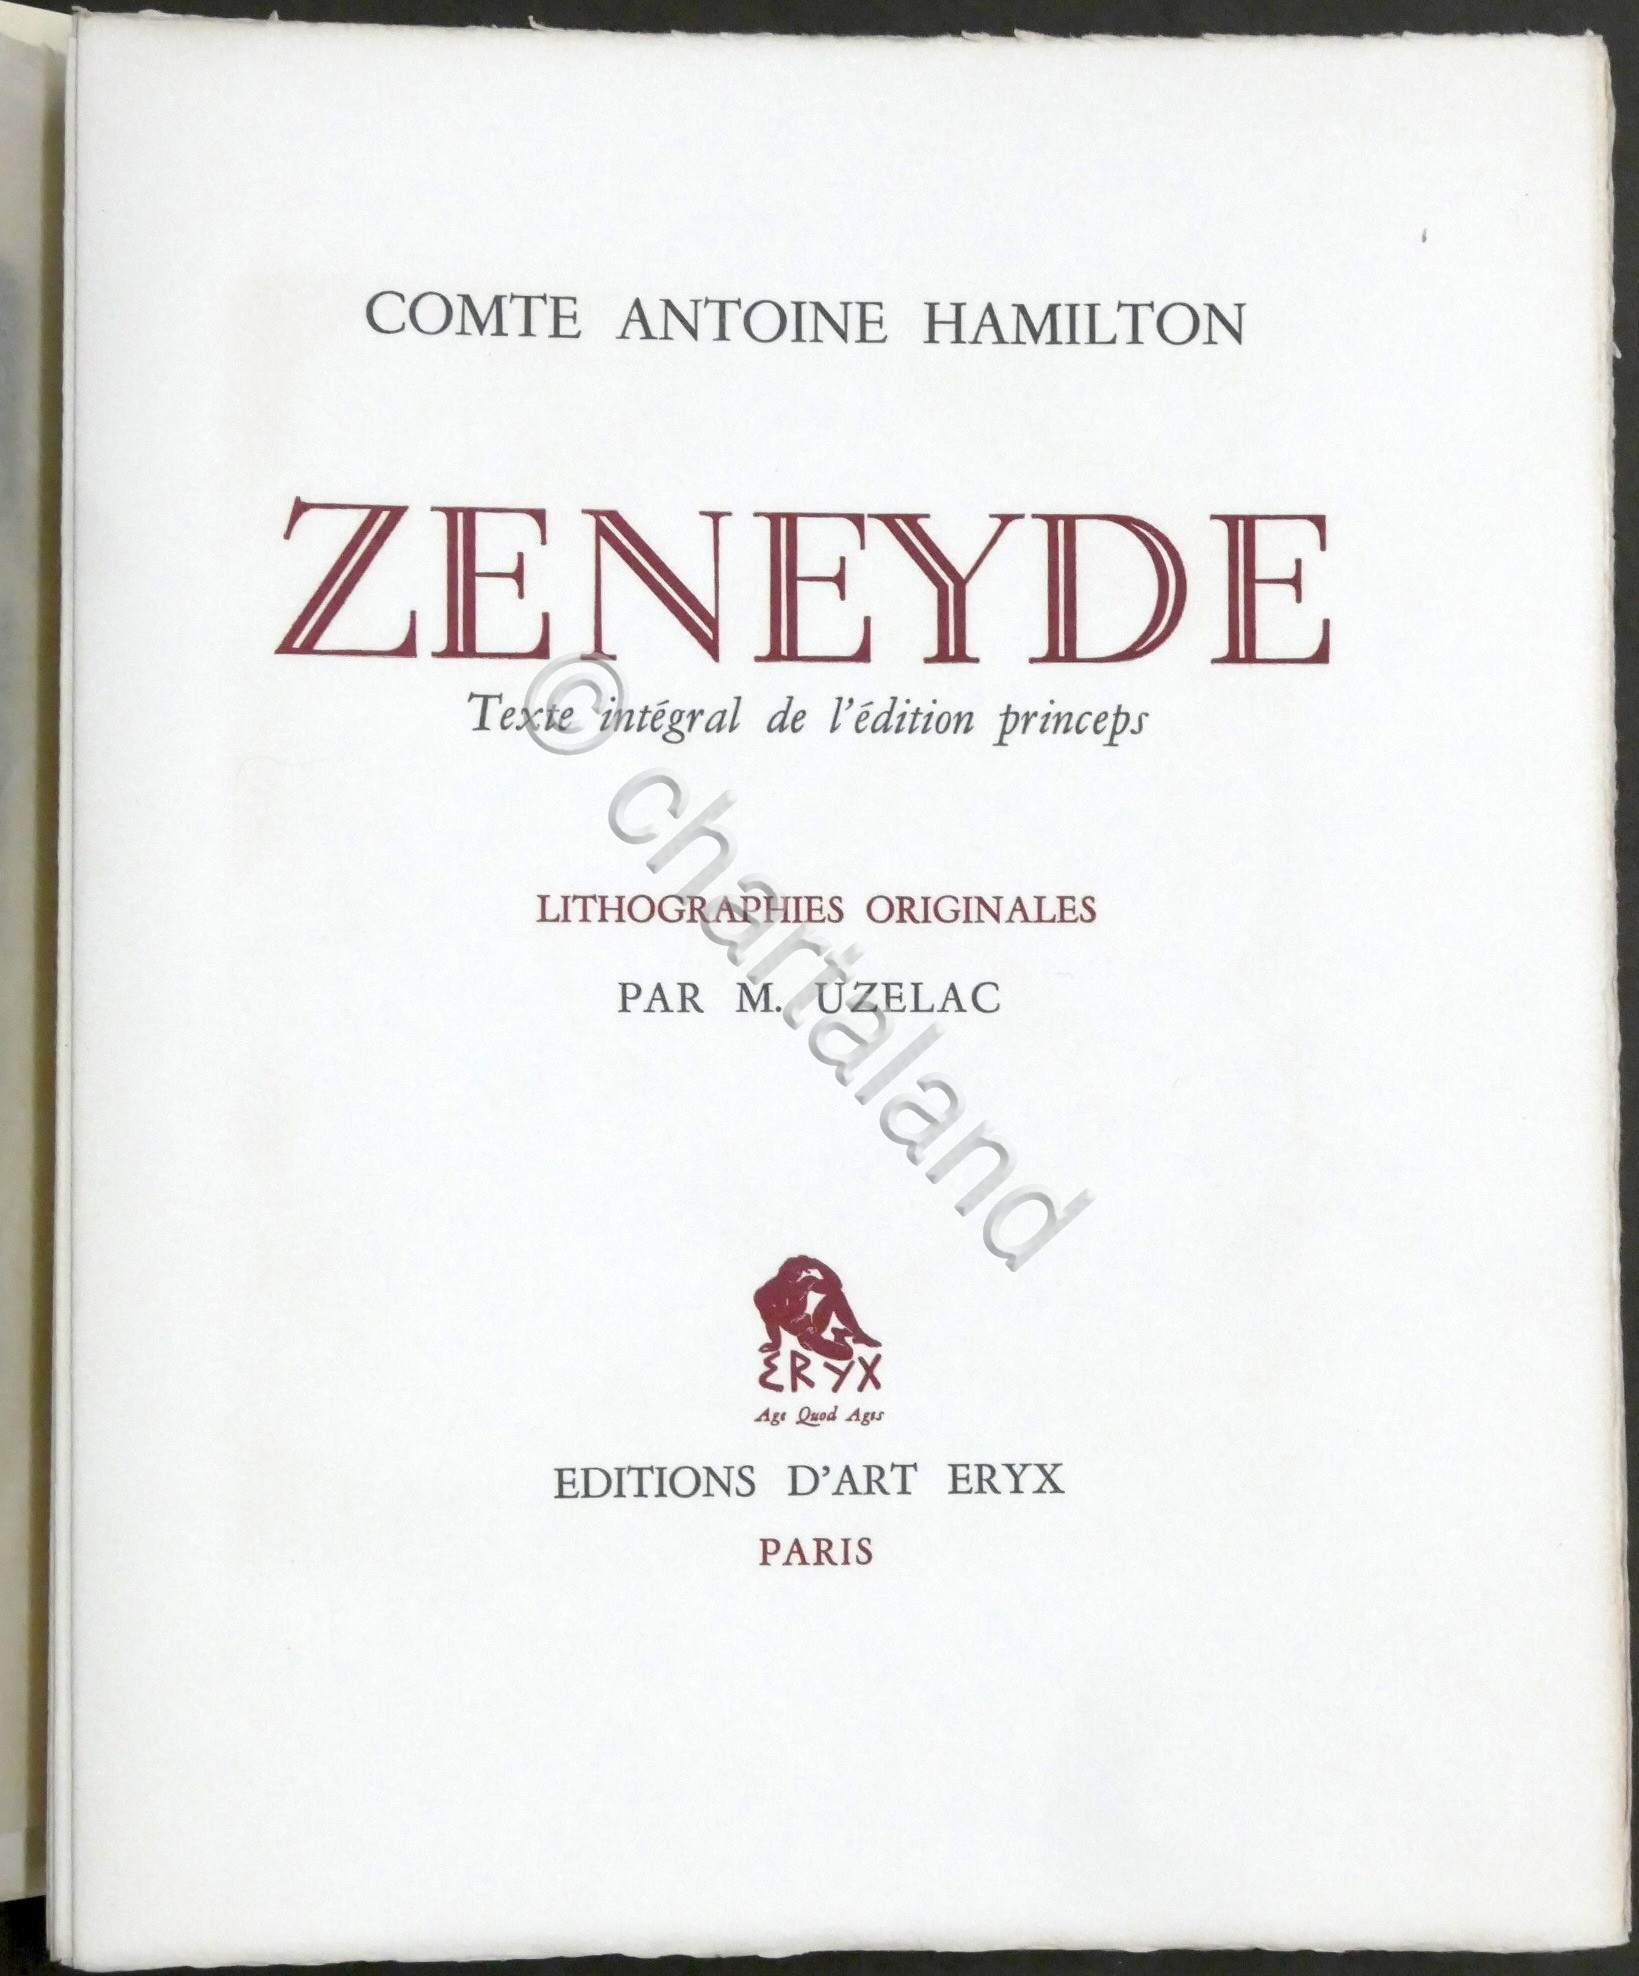 COMTE ANTOINE HAMILTON
ZENEYDE
Texte intégral de l'édition princeps
LITHOGRAPHIES ORIGINALES
PAR M. UZELAC
© chartaland
ERYX
Age Quod Agis
EDITIONS D'ART ERYX
PARIS